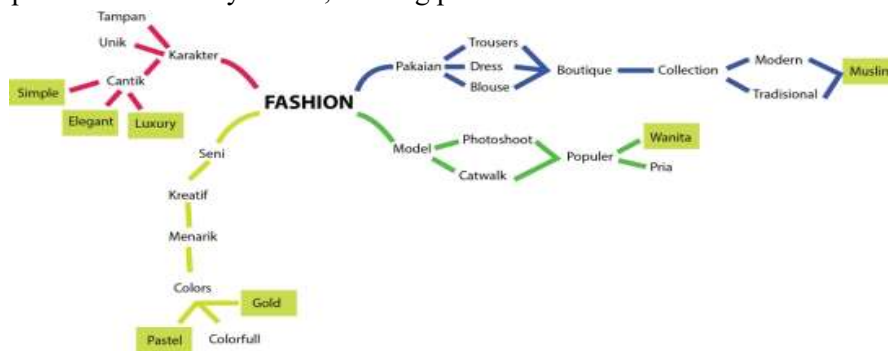 Tampan
Unik
Karakter
Cantik
Simple
Elegant
Luxury
FASHION
Seni
Kreatif
Menarik
Colors
Gold
Pastel
Colorfull
Pakaian
Trousers
Dress
Blouse
Boutique
Collection
Modern
Tradisional
Muslim
Model
Photoshoot
Catwalk
Populer
Wanita
Pria